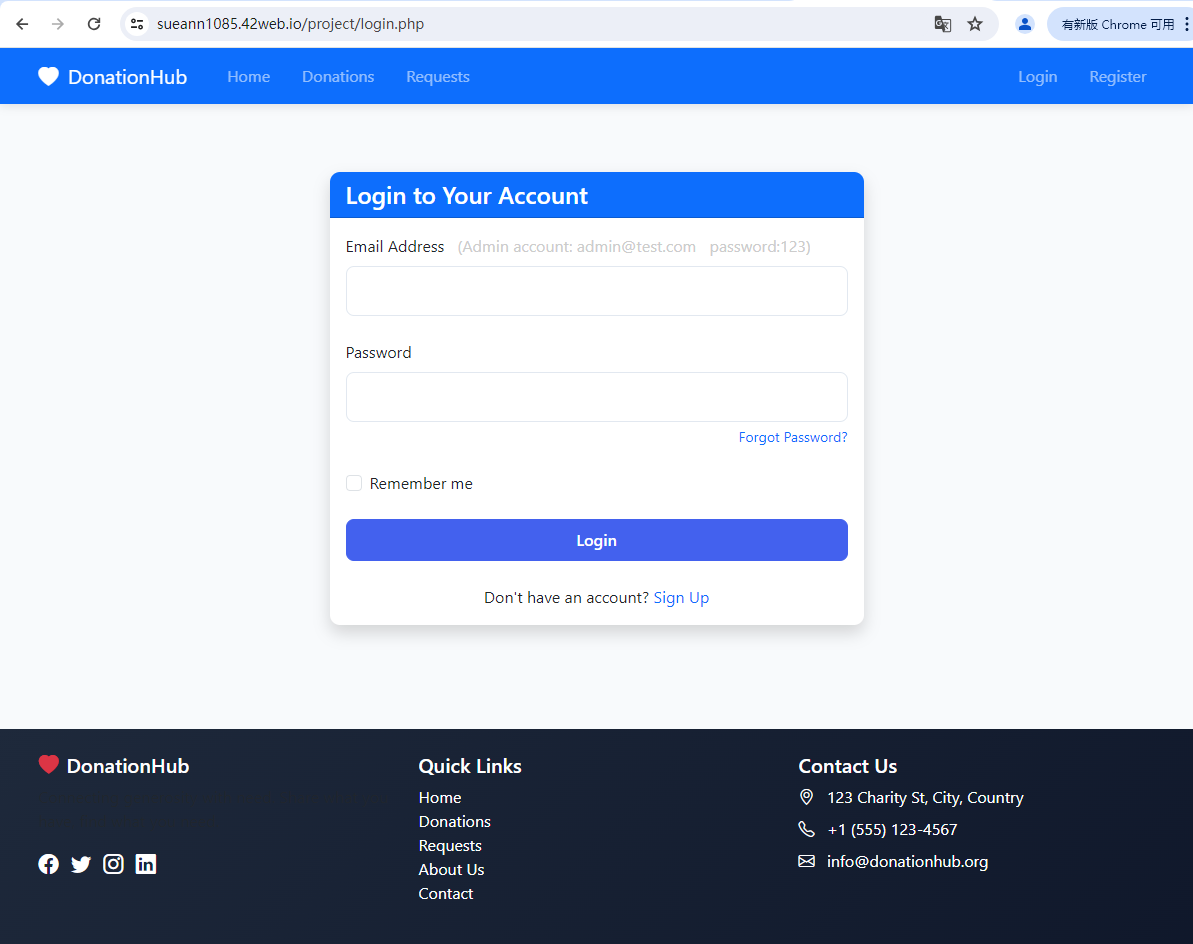 sueann1085.42web.io/project/login.php
有新版 Chrome 可用
DonationHub Home Donations Requests Login Register
Login to Your Account
Email Address (Admin account: admin@test.com password:123)
Password
Forgot Password?
Remember me
Login
Don't have an account? Sign Up
DonationHub
Quick Links
Home
Donations
Requests
About Us
Contact
Contact Us
123 Charity St, City, Country
+1 (555) 123-4567
info@donationhub.org